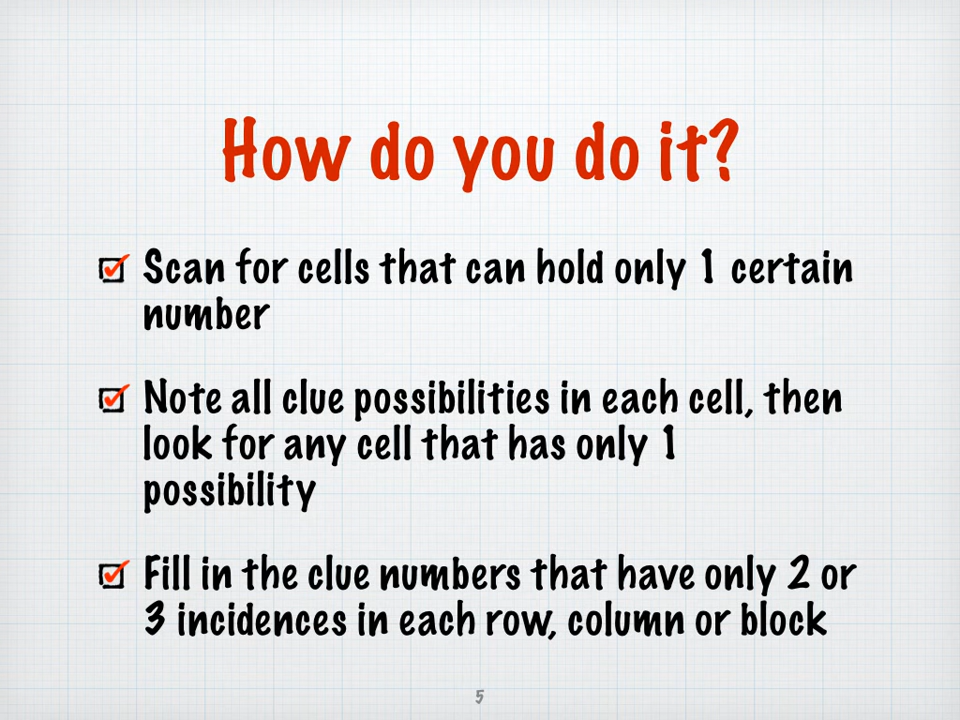 How do you do it?
Scan for cells that can hold only 1 certain
number
Note all clue possibilities in each cell, then
look for any cell that has only 1
possibility
Fill in the clue numbers that have only 2 or
3 incidences in each row, column or block
5